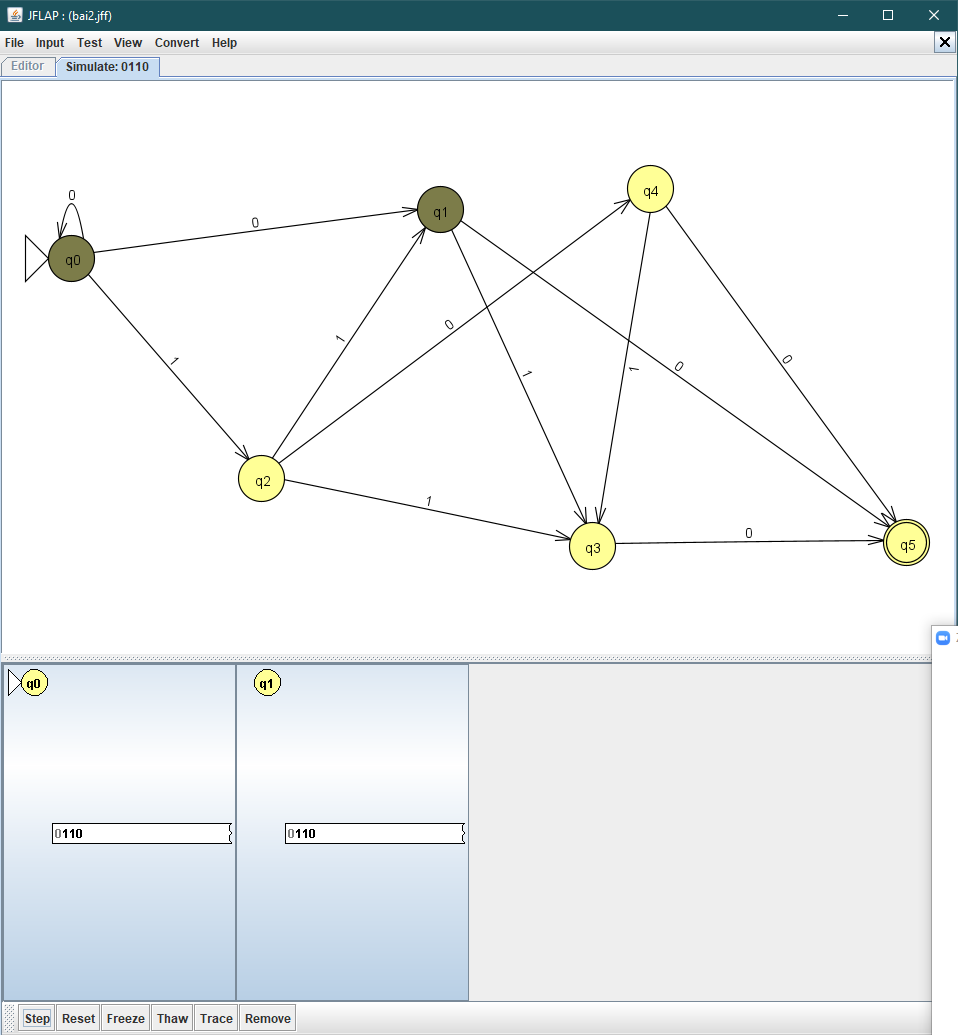 JFLAP : (bai2.jff)
File Input Test View Convert Help
Editor Simulate: 0110
0
q0
0
q1
q4
1
1
0
1
1
0
0
q2
1
q3
0
q5
q0
q1
0110
0110
Step Reset Freeze Thaw Trace Remove